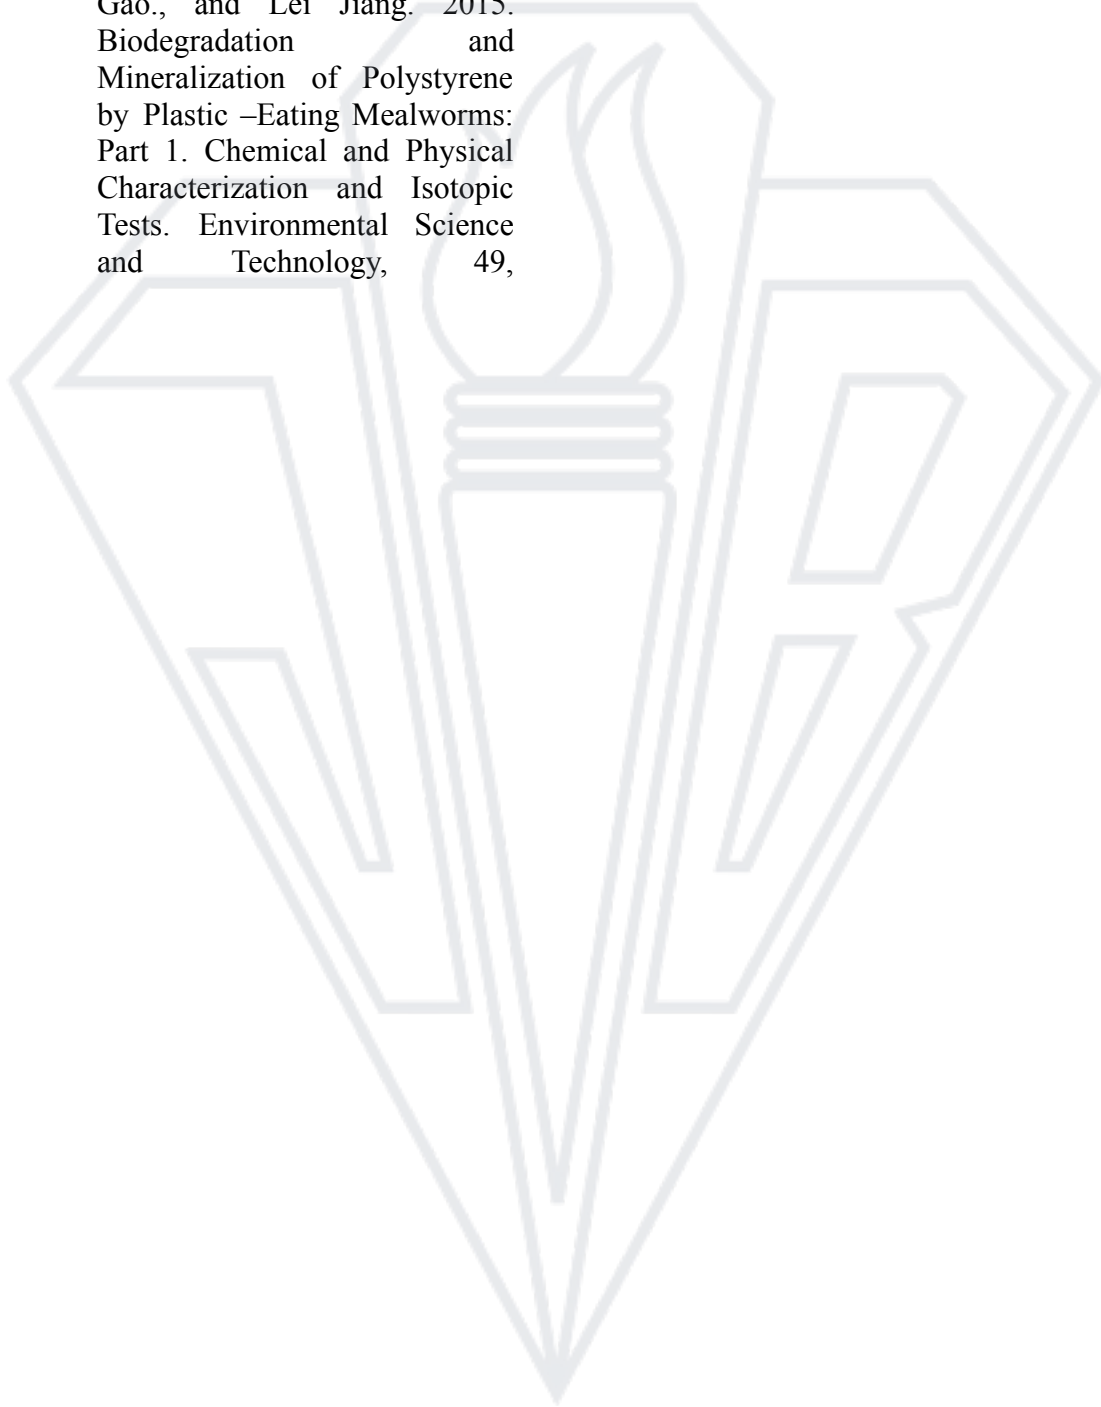 Gao., and Lei Jiang. 2015.
Biodegradation and
Mineralization of Polystyrene
by Plastic –Eating Mealworms:
Part 1. Chemical and Physical
Characterization and Isotopic
Tests. Environmental Science
and Technology, 49,